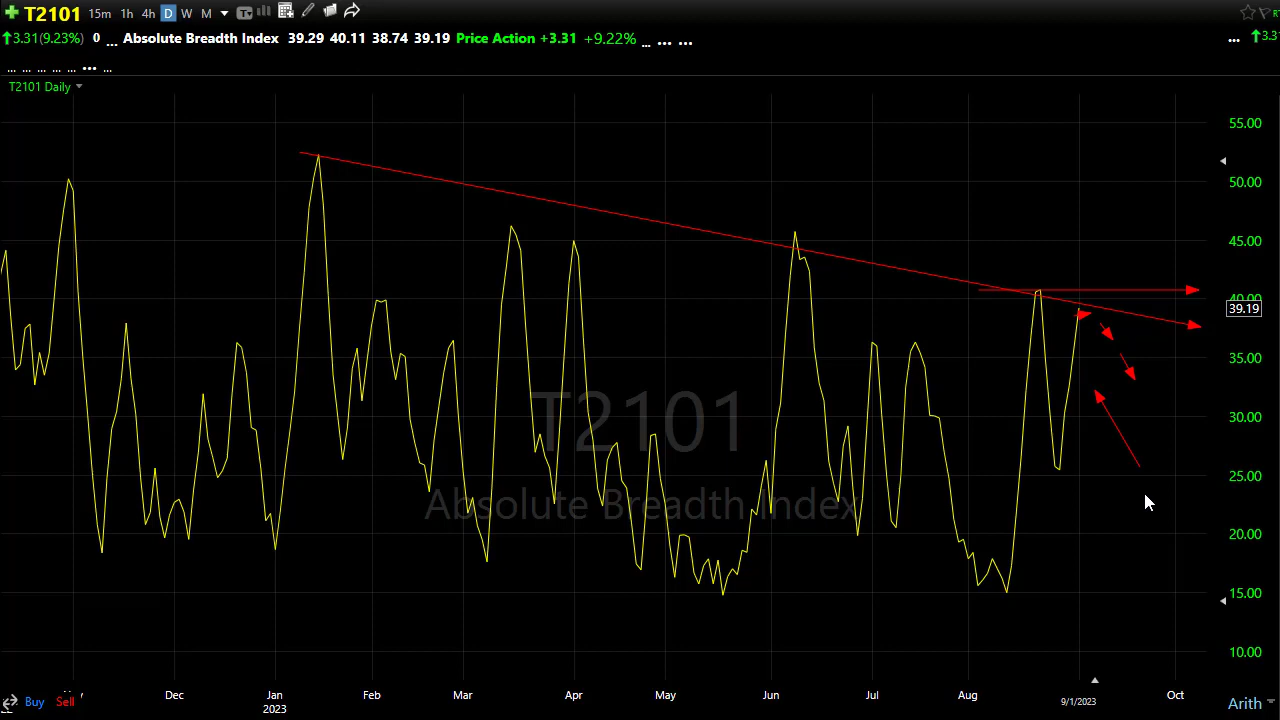 T2101 15m 1h 4h D W M
3.31(9.23%) 0 ... Absolute Breadth Index 39.29 40.11 38.74 39.19 Price Action +3.31 +9.22% ... ... ... ... 3.31
... ... ... ... ... ... ...
T2101 Daily
55.00
50.00
45.00
40.00
39.19
35.00
30.00
T2101
25.00
Absolute Breadth Index
20.00
15.00
10.00
Dec Jan Feb Mar Apr May Jun Jul Aug Oct
2023 9/1/2023
Buy Sell Arith